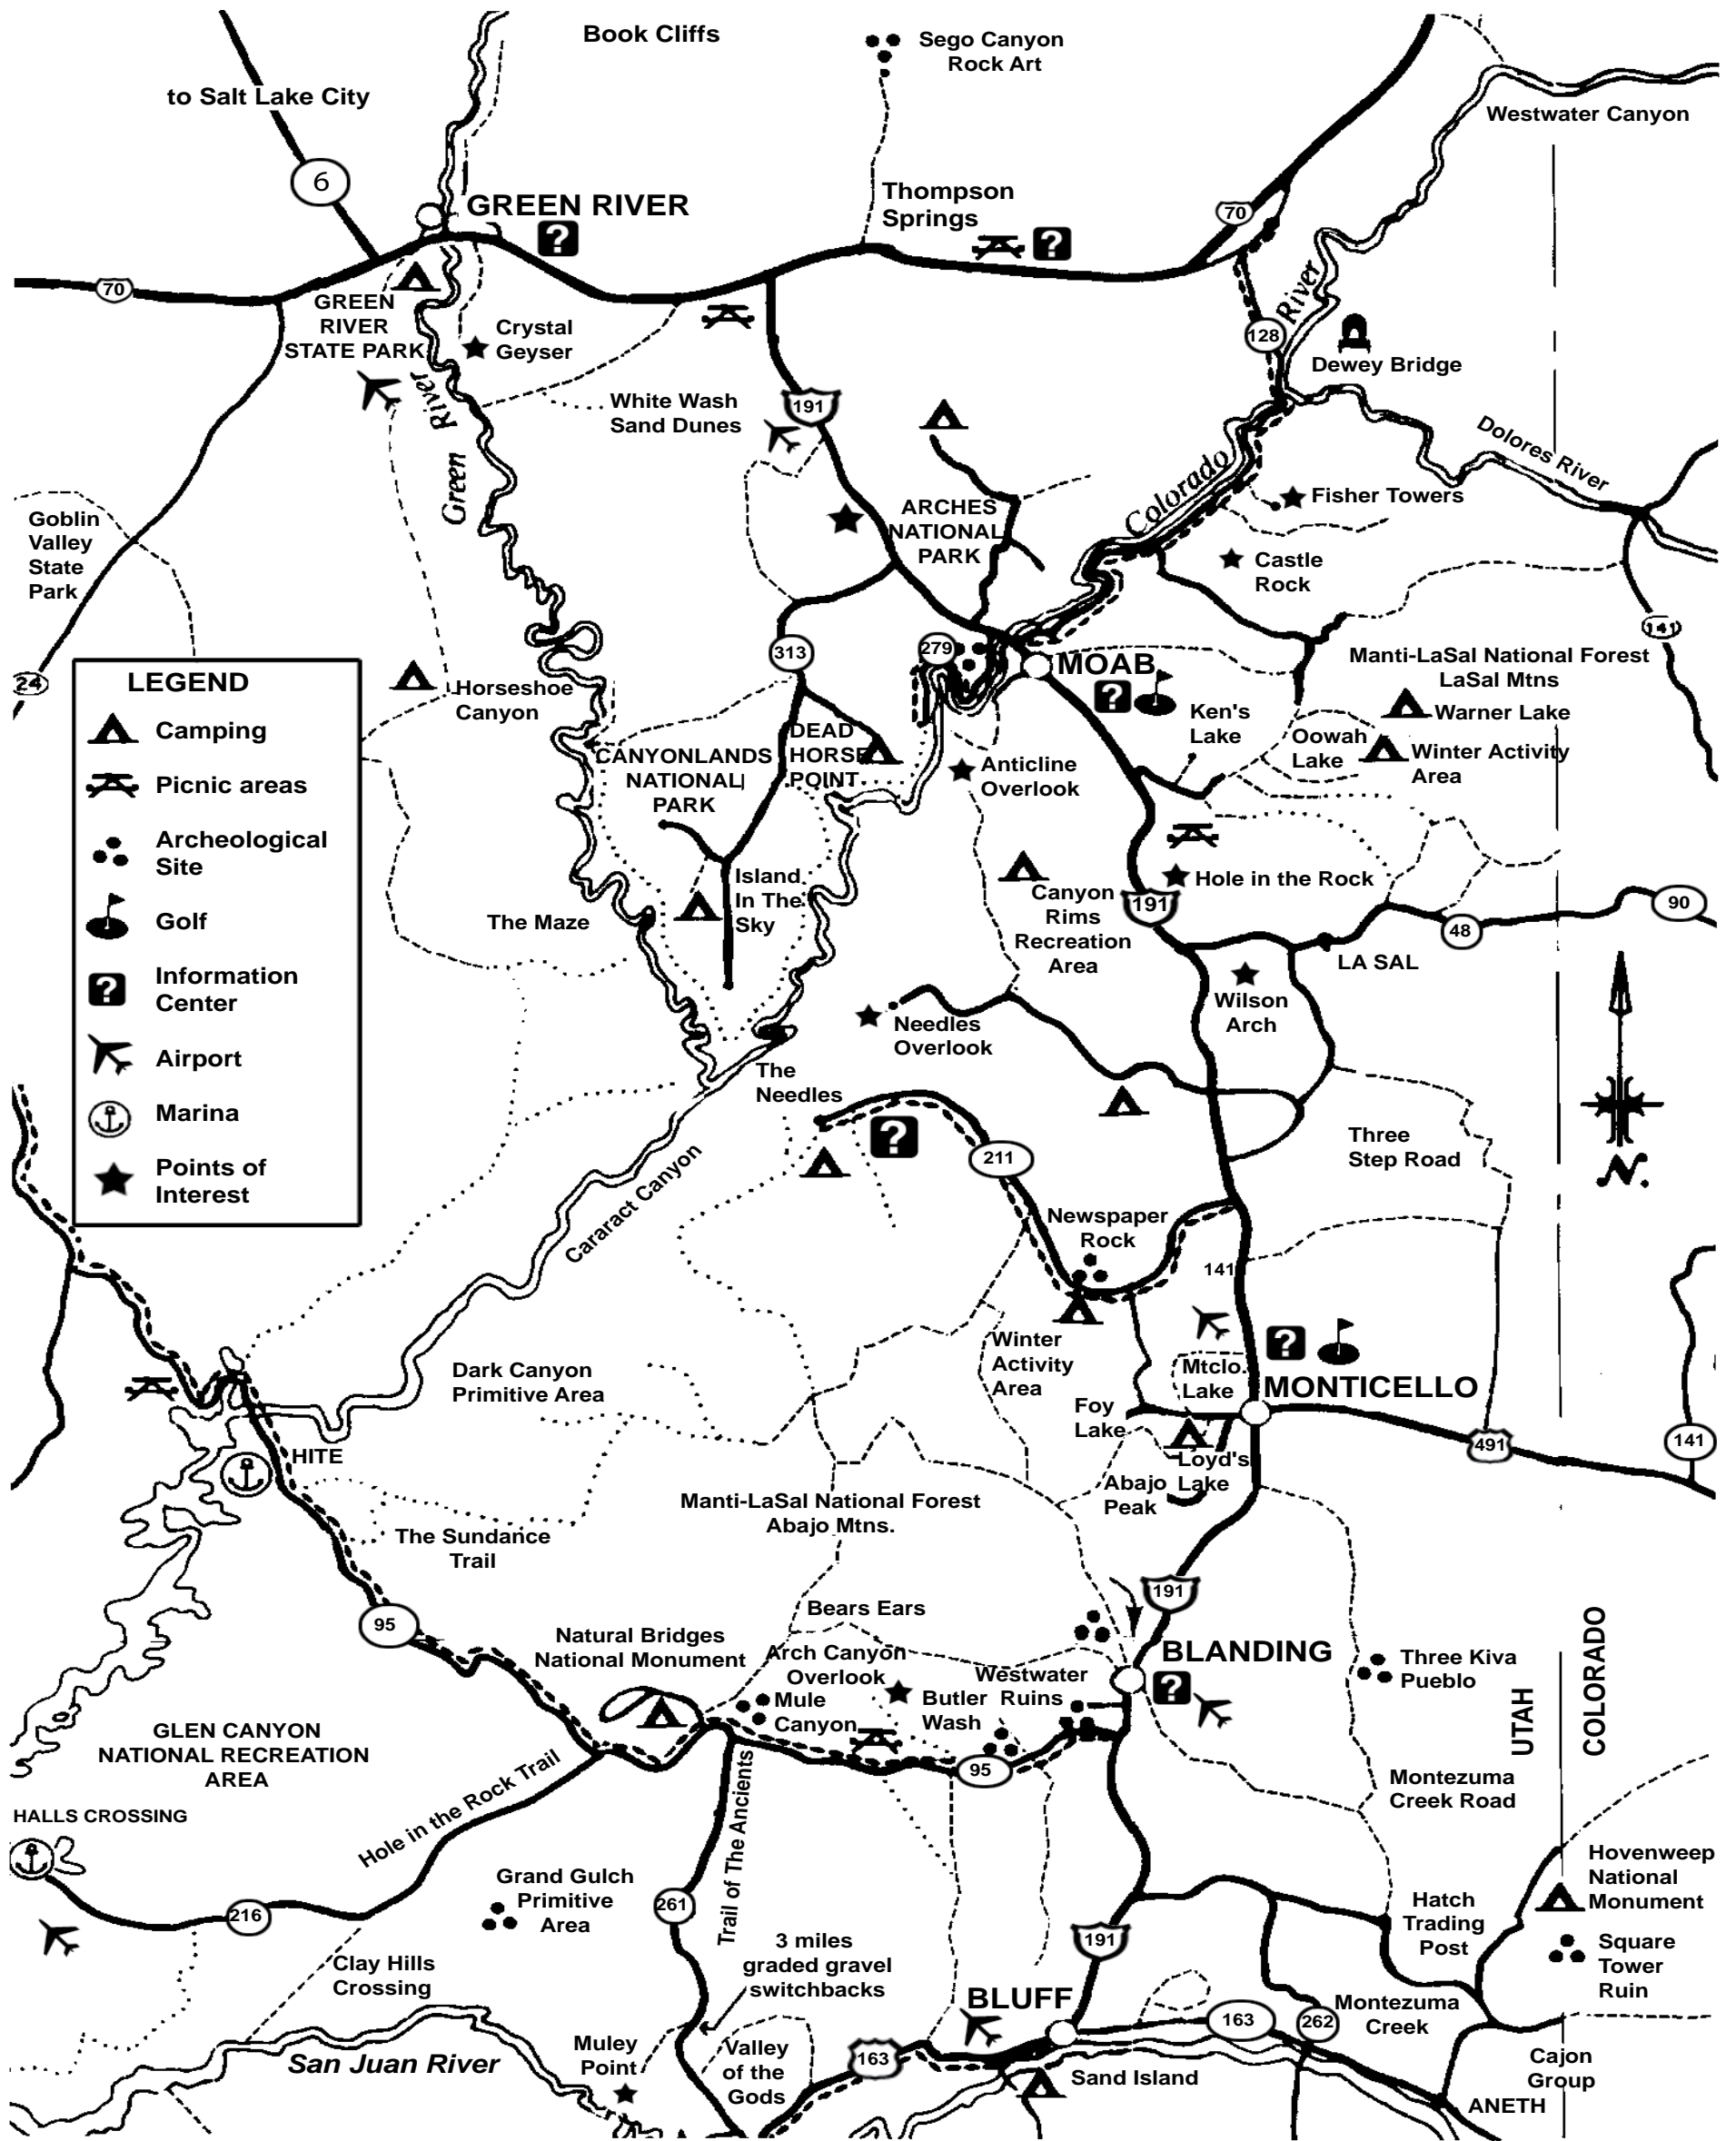 Book Cliffs
Sego Canyon
Rock Art
to Salt Lake City
Westwater Canyon
6
GREEN RIVER
?
Thompson
Springs
?
70
70
GREEN
RIVER
STATE PARK
Crystal
Geyser
River
128
Dewey Bridge
White Wash
Sand Dunes
191
River
Green
Dolores River
Colorado
Fisher Towers
ARCHES
NATIONAL
PARK
Goblin
Valley
State
Park
Castle
Rock
141
24
313
279
MOAB
?
Manti-LaSal National Forest
LaSal Mtns
Warner Lake
Horseshoe
Canyon
Ken's
Lake
Oowah
Lake
Winter Activity
Area
CANYONLANDS
NATIONAL
PARK
DEAD
HORSE
POINT
Anticline
Overlook
LEGEND
Camping
Picnic areas
Archeological
Site
Golf
?
Information
Center
Airport
Marina
Points of
Interest
Island
In The
Sky
The Maze
Canyon
Rims
Recreation
Area
Hole in the Rock
191
90
48
LA SAL
Wilson
Arch
Needles
Overlook
The
Needles
?
211
Three
Step Road
N.
Cararact Canyon
Newspaper
Rock
141
Winter
Activity
Area
?
Mtclo.
Lake
MONTICELLO
Foy
Lake
Loyd's
Lake
Abajo
Peak
491
141
Dark Canyon
Primitive Area
HITE
Manti-LaSal National Forest
Abajo Mtns.
The Sundance
Trail
95
191
Bears Ears
Natural Bridges
National Monument
Arch Canyon
Overlook
Mule
Canyon
Butler
Wash
Westwater
Ruins
BLANDING
?
Three Kiva
Pueblo
UTAH
COLORADO
95
GLEN CANYON
NATIONAL RECREATION
AREA
Montezuma
Creek Road
HALLS CROSSING
Hole in the Rock Trail
Trail of The Ancients
216
Grand Gulch
Primitive
Area
261
Clay Hills
Crossing
3 miles
graded gravel
switchbacks
191
Hatch
Trading
Post
Hovenweep
National
Monument
Square
Tower
Ruin
BLUFF
163
262
Montezuma
Creek
San Juan River
Muley
Point
Valley
of the
Gods
163
Sand Island
Cajon
Group
ANETH